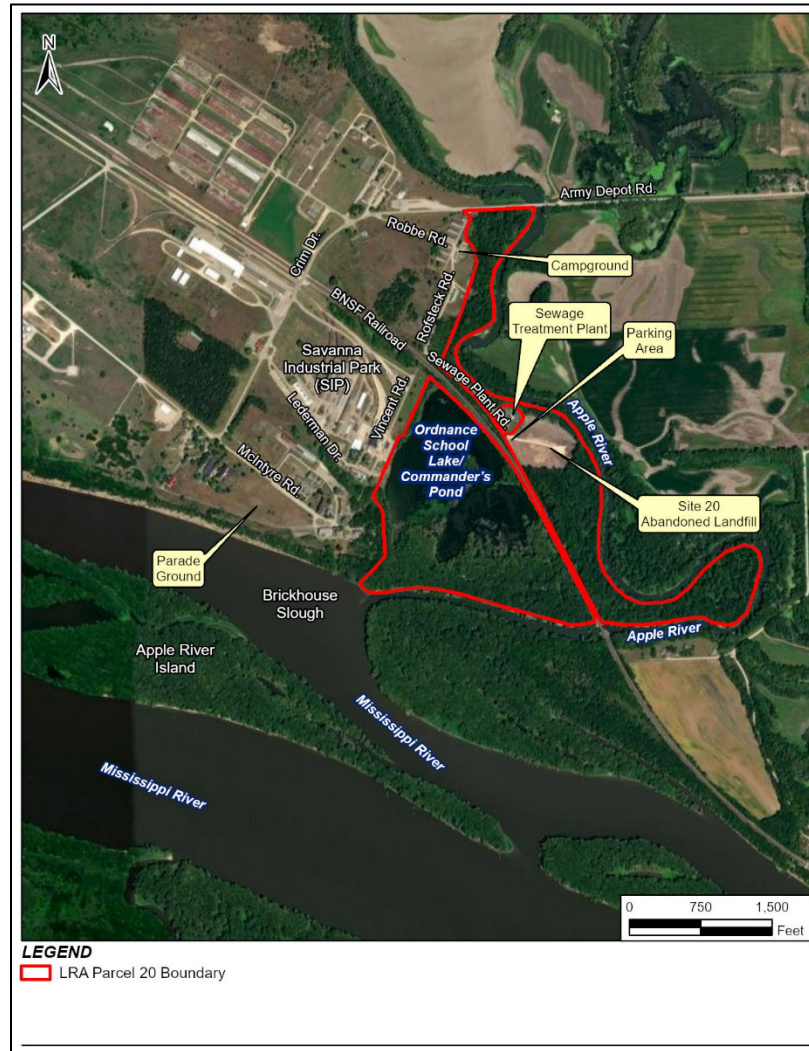 N
Army Depot Rd.
Robbe Rd.
Campground
Crim Dr.
Rofsteck Rd.
BNSF Railroad
Sewage
Treatment Plant
Parking
Area
Savanna
Industrial Park
(SIP)
Sewage Plant Rd.
Vincent Rd.
Lederman Dr.
Apple River
Ordnance
School
Lake/
Commander's
Pond
McIntyre Rd.
Site 20
Abandoned Landfill
Parade
Ground
Brickhouse
Slough
Apple River
Apple River
Island
Mississippi River
Mississippi River
0 750 1,500
Feet
LEGEND
LRA Parcel 20 Boundary